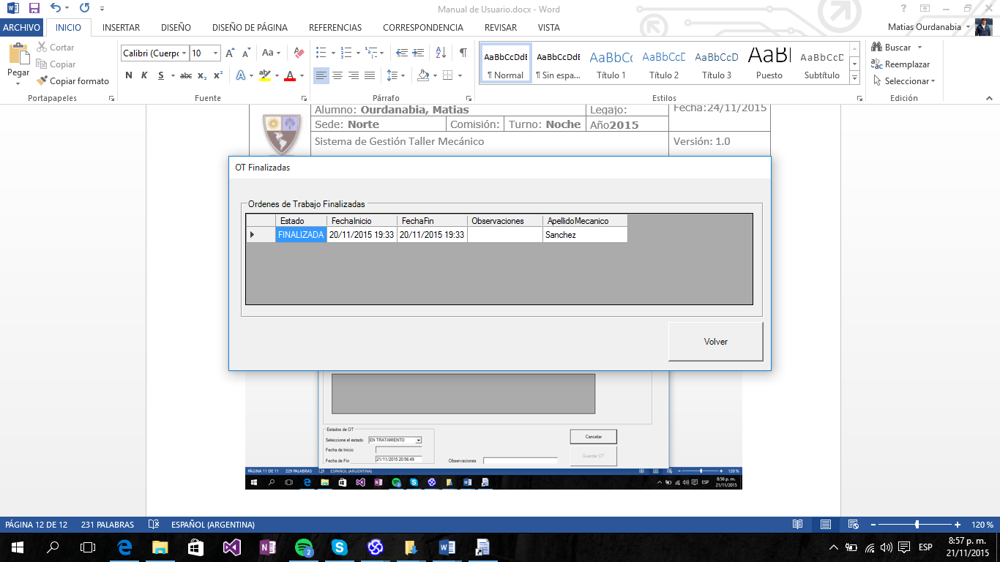 Manual de Usuario.docx - Word
ARCHIVO INICIO INSERTAR DISEÑO DISEÑO DE PÁGINA REFERENCIAS CORRESPONDENCIA REVISAR VISTA Matias Ourdanabia
Pegar
Cortar
Copiar
Copiar formato
Portapapeles
Calibri (Cuerpo 10
Aa
N K S abc x₂ x²
Fuente
Párrafo
AaBbCcDdE AaBbCcDdE AaBbCc AaBbCcD AaBbCcD AaBl AaBbCcD
¶ Normal ¶ Sin espa... Título 1 Título 2 Título 3 Puesto Subtítulo
Estilos
Buscar
Reemplazar
Seleccionar
Edición
Alumno: Ourdanabia, Matias Legajo: Fecha:24/11/2015
Sede: Norte Comisión: Turno: Noche Año2015
Sistema de Gestión Taller Mecánico Versión: 1.0
OT Finalizadas
Ordenes de Trabajo Finalizadas
Estado FechaInicio FechaFin Observaciones ApellidoMecanico
FINALIZADA 20/11/2015 19:33 20/11/2015 19:33 Sanchez
Volver
Estados de OT
Seleccione el estado EN TRATAMIENTO
Fecha de Inicio
Fecha de Fin 21/11/2015 20:56:49
Observaciones
Cancelar
Guardar OT
PÁGINA 11 DE 11 229 PALABRAS ESPAÑOL (ARGENTINA) 120 %
ESP 8:56 p. m.
21/11/2015
PÁGINA 12 DE 12 231 PALABRAS ESPAÑOL (ARGENTINA) 120 %
2
ESP 8:57 p. m.
21/11/2015